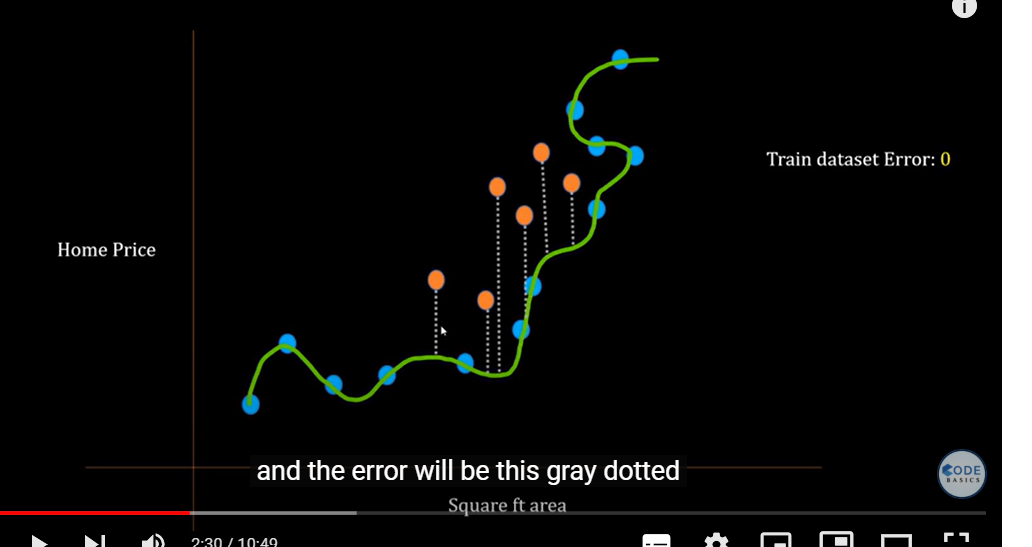 i
Train dataset Error: 0
Home Price
and the error will be this gray dotted
CODE
BASICS
Square ft area
2:30 / 10:49